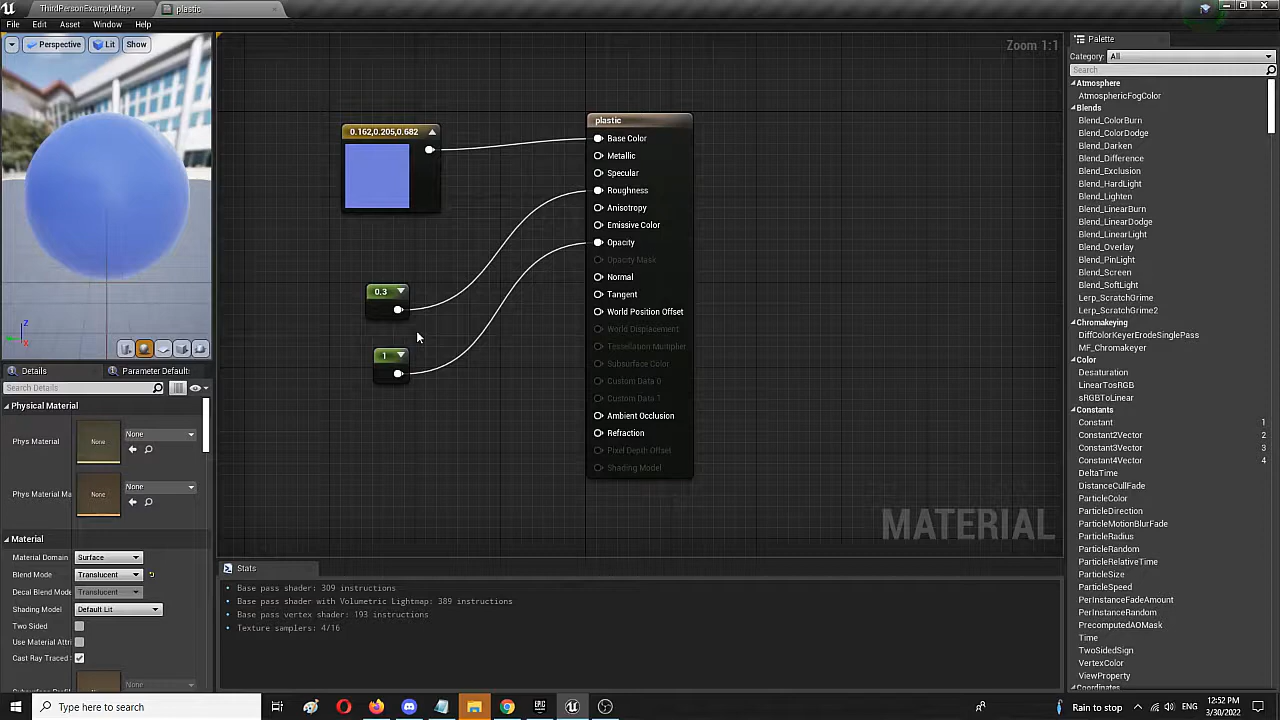 ThirdPersonExampleMap*
plastic
File Edit Asset Window Help
Perspective Lit Show
Zoom 1:1
0.162,0.205,0.682
0.3
1
plastic
Base Color
Metallic
Specular
Roughness
Anisotropy
Emissive Color
Opacity
Opacity Mask
Normal
Tangent
World Position Offset
World Displacement
Tessellation Multiplier
Subsurface Color
Custom Data 0
Custom Data 1
Ambient Occlusion
Refraction
Pixel Depth Offset
Shading Model
MATERIAL
Z
X
Details
Parameter Default
Search Details
Physical Material
Phys Material None None
Phys Material Ma None None
Material
Material Domain Surface
Blend Mode Translucent
Decal Blend Mode Translucent
Shading Model Default Lit
Two Sided
Use Material Attri
Cast Ray Traced
None
Stats
Base pass shader: 309 instructions
Base pass shader with Volumetric Lightmap: 389 instructions
Base pass vertex shader: 193 instructions
Texture samplers: 4/16
Palette
Category: All
Search
Atmosphere
AtmosphericFogColor
Blends
Blend_ColorBurn
Blend_ColorDodge
Blend_Darken
Blend_Difference
Blend_Exclusion
Blend_HardLight
Blend_Lighten
Blend_LinearBurn
Blend_LinearDodge
Blend_LinearLight
Blend_Overlay
Blend_PinLight
Blend_Screen
Blend_SoftLight
Lerp_ScratchGrime
Lerp_ScratchGrime2
Chromakeying
DiffColorKeyerErodeSinglePass
MF_Chromakeyer
Color
Desaturation
LinearTosRGB
sRGBToLinear
Constants
Constant 1
Constant2Vector 2
Constant3Vector 3
Constant4Vector 4
DeltaTime
DistanceCullFade
ParticleColor
ParticleDirection
ParticleMotionBlurFade
ParticleRadius
ParticleRandom
ParticleRelativeTime
ParticleSize
ParticleSpeed
PerInstanceFadeAmount
PerInstanceRandom
PrecomputedAOMask
Time
TwoSidedSign
VertexColor
ViewProperty
Coordinates
Type here to search
EPIC
Rain to stop
ENG
12:52 PM
3/30/2022